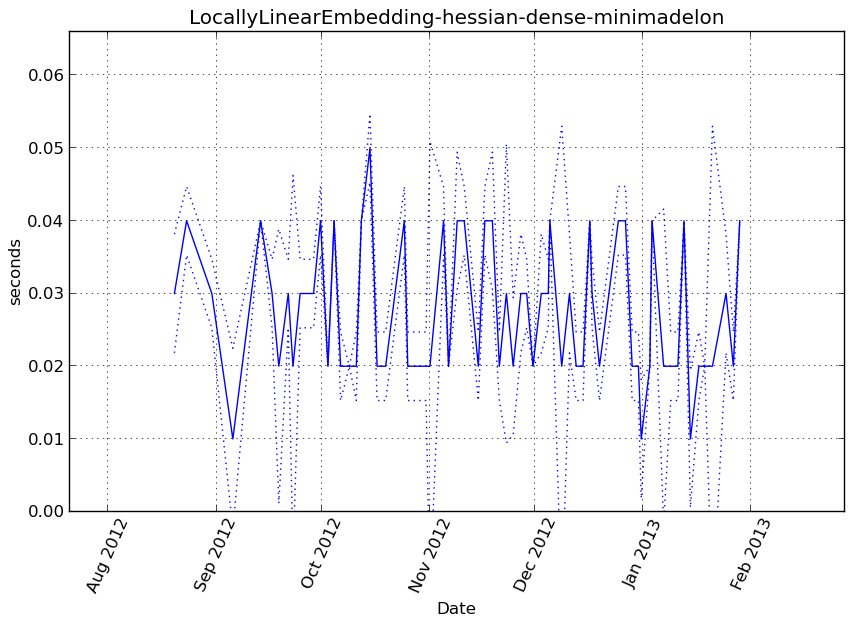 LocallyLinearEmbedding-hessian-dense-minimadelon
0.06
0.05
0.04
0.03
0.02
0.01
0.00
seconds
Aug 2012
Sep 2012
Oct 2012
Nov 2012
Dec 2012
Jan 2013
Feb 2013
Date